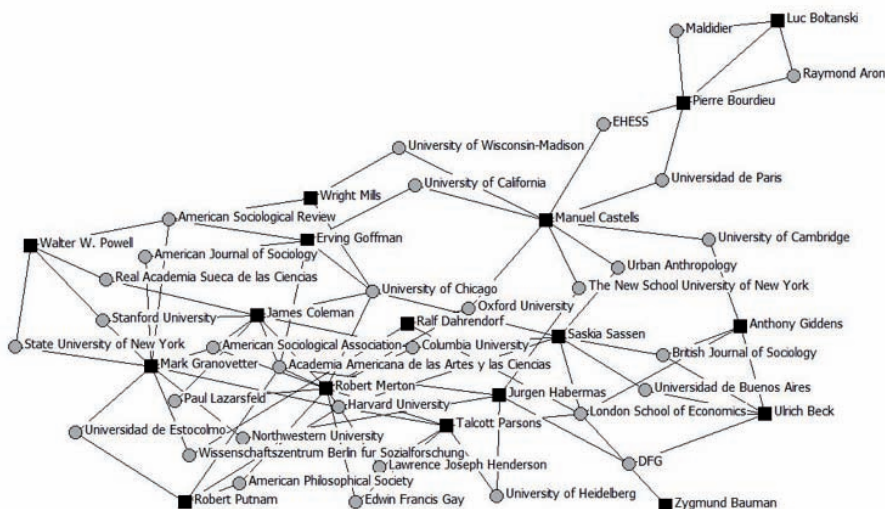 Luc Boltanski
Maldidier
Raymond Aron
Pierre Bourdieu
EHESS
University of Wisconsin-Madison
Universidad de Paris
University of California
Wright Mills
Manuel Castells
American Sociological Review
Erving Goffman
University of Cambridge
Walter W. Powell
American Journal of Sociology
Urban Anthropology
Real Academia Sueca de las Ciencias
The New School University of New York
University of Chicago
Oxford University
Stanford University
James Coleman
Ralf Dahrendorf
Anthony Giddens
Saskia Sassen
State University of New York
American Sociological Association
Columbia University
British Journal of Sociology
Mark Granovetter
Academia Americana de las Artes y las Ciencias
Robert Merton
Universidad de Buenos Aires
Jurgen Habermas
Paul Lazarsfeld
Harvard University
London School of Economics
Ulrich Beck
Talcott Parsons
Universidad de Estocolmo
Northwestern University
Wissenschaftszentrum Berlin fur Sozialforschung
DFG
Lawrence Joseph Henderson
American Philosophical Society
University of Heidelberg
Robert Putnam
Edwin Francis Gay
Zygmund Bauman